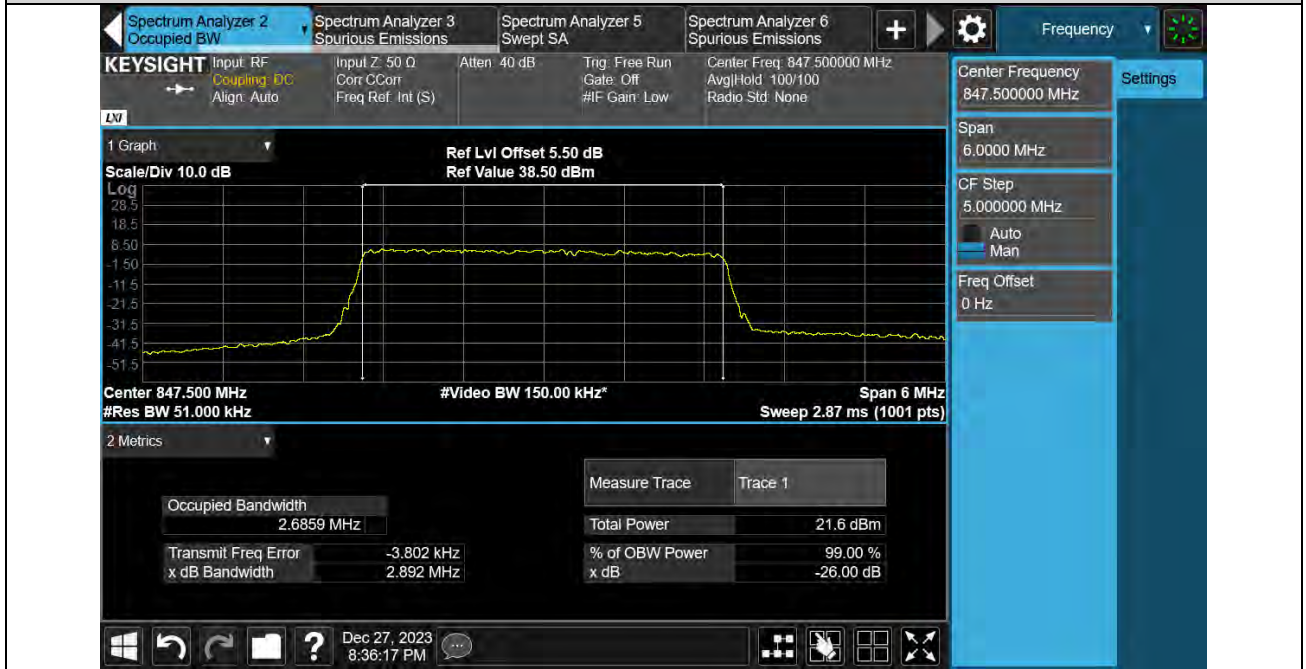 Spectrum Analyzer 2
Occupied BW
Spectrum Analyzer 3
Spurious Emissions
Spectrum Analyzer 5
Swept SA
Spectrum Analyzer 6
Spurious Emissions
+
Frequency
KEYSIGHT
LXI
Input: RF
Coupling: DC
Align: Auto
Input Z: 50 Ω
Corr CCorr
Freq Ref: Int (S)
Atten: 40 dB
Trig: Free Run
Gate: Off
#IF Gain: Low
Center Freq: 847.500000 MHz
Avg|Hold: 100/100
Radio Std: None
Center Frequency
847.500000 MHz
Settings
Span
6.0000 MHz
CF Step
5.000000 MHz
Auto
Man
Freq Offset
0 Hz
1 Graph
Scale/Div 10.0 dB
Ref Lvl Offset 5.50 dB
Ref Value 38.50 dBm
Log
28.5
18.5
8.50
-1.50
-11.5
-21.5
-31.5
-41.5
-51.5
Center 847.500 MHz
#Video BW 150.00 kHz*
Span 6 MHz
#Res BW 51.000 kHz
Sweep 2.87 ms (1001 pts)
2 Metrics
Measure Trace
Trace 1
Occupied Bandwidth
2.6859 MHz
Total Power
21.6 dBm
Transmit Freq Error
-3.802 kHz
% of OBW Power
99.00 %
x dB Bandwidth
2.892 MHz
x dB
-26.00 dB
?
Dec 27, 2023
8:36:17 PM